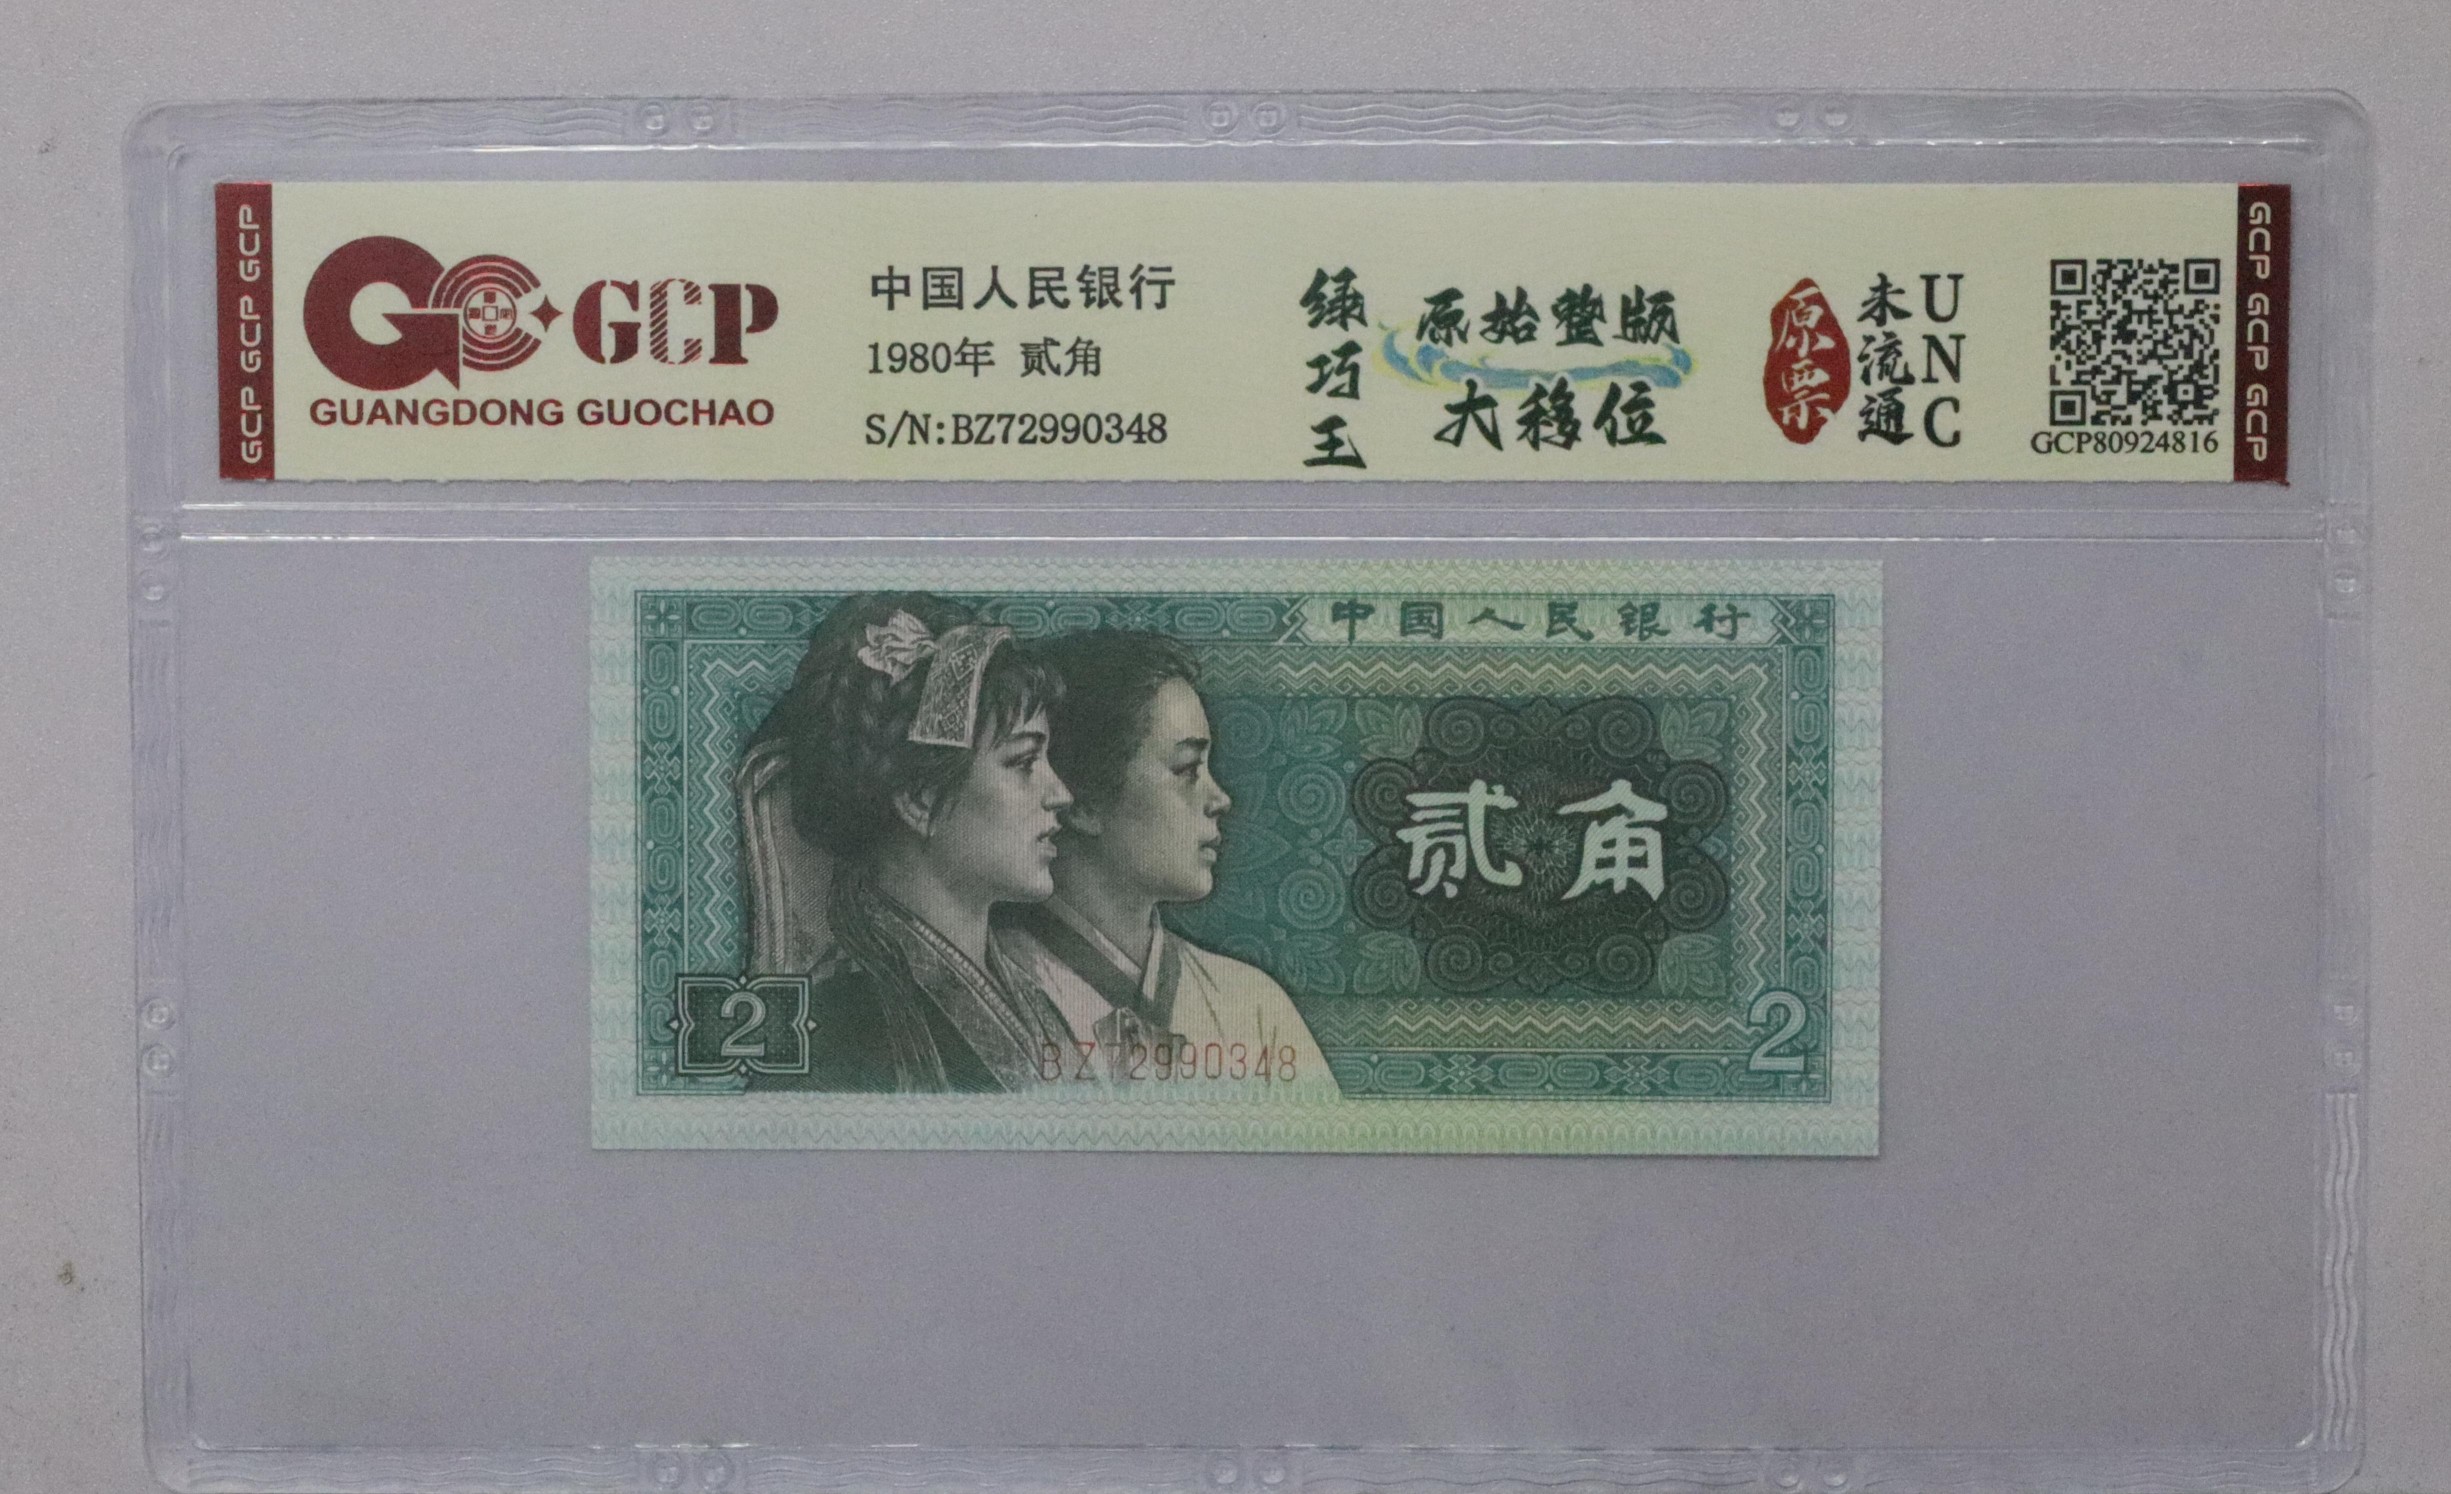 GCP GCP GCP
GCP
GUANGDONG GUOCHAO
中国人民银行
1980年 贰角
S/N:BZ72990348
绿巧王
原始整版
大移位
原票
未流通
UNC
GCP80924816
GCP GCP GCP
中国人民银行
贰角
2
BZ72990348
2